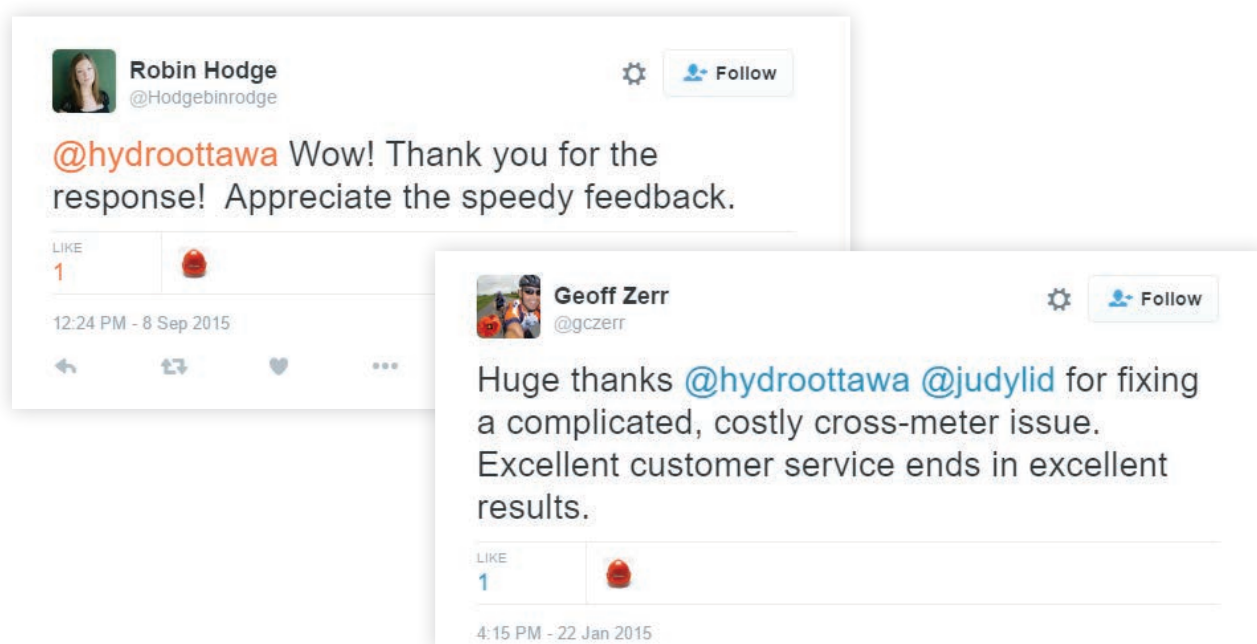 Robin Hodge
@Hodgebinrodge
Follow
@hydroottawa Wow! Thank you for the
response!  Appreciate the speedy feedback.
LIKE
1
12:24 PM - 8 Sep 2015
Geoff Zerr
@gczerr
Follow
Huge thanks @hydroottawa @judylid for fixing
a complicated, costly cross-meter issue.
Excellent customer service ends in excellent
results.
LIKE
1
4:15 PM - 22 Jan 2015